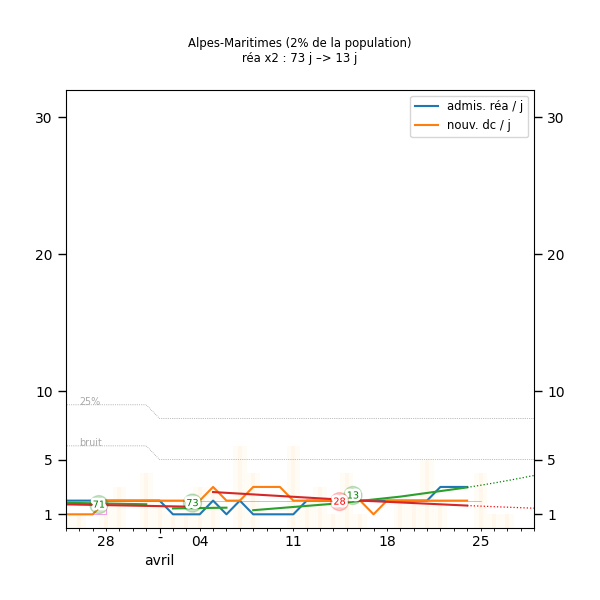 Alpes-Maritimes (2% de la population)
réa x2 : 73 j –> 13 j
admis. réa / j
nouv. dc / j
30 30
20 20
10 10
25%
bruit
5 5
71 73 28 13
1 1
28 - 04 11 18 25
avril